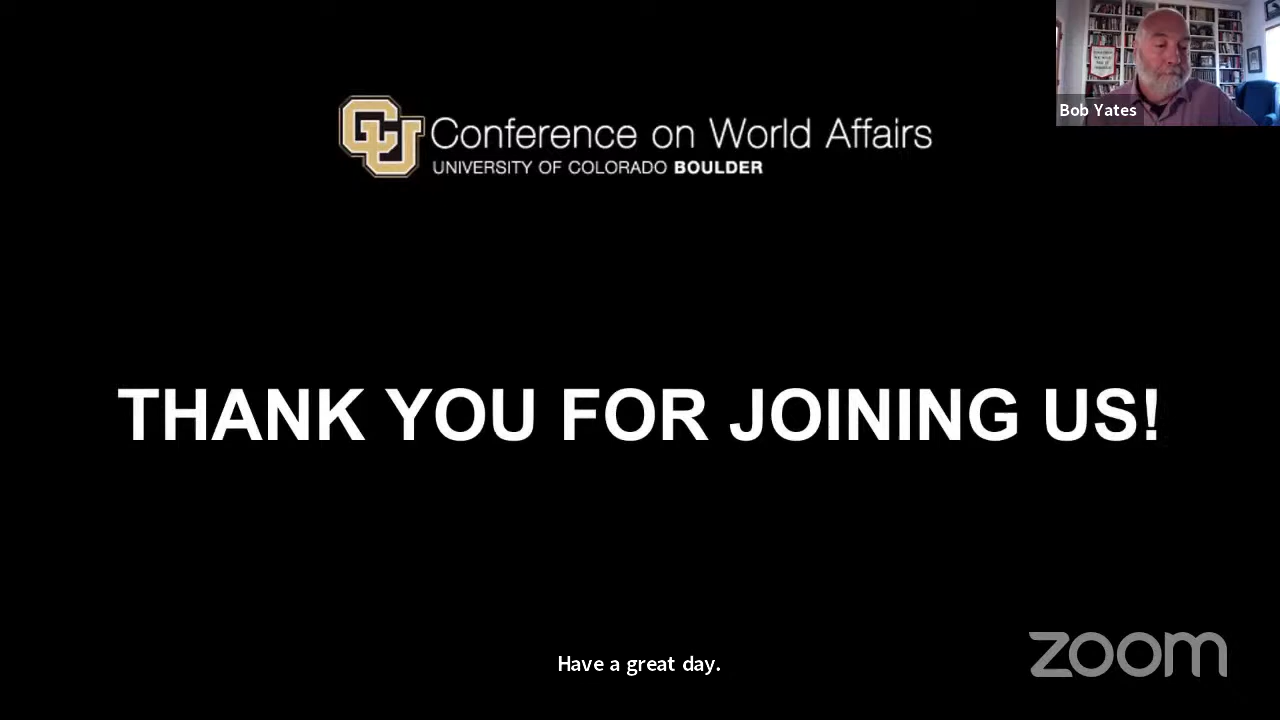 Bob Yates
CU Conference on World Affairs
UNIVERSITY OF COLORADO BOULDER
THANK YOU FOR JOINING US!
Have a great day.
zoom